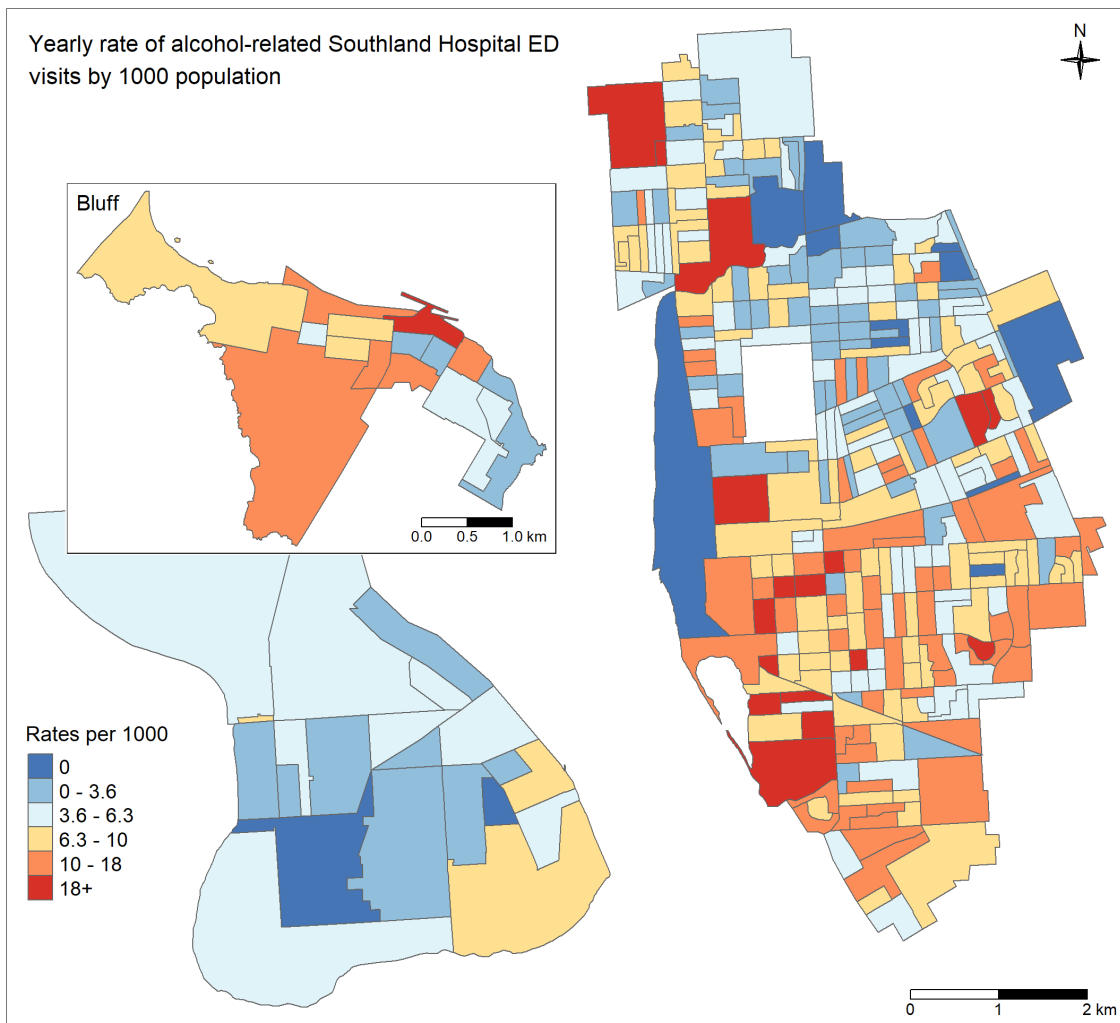 Yearly rate of alcohol-related Southland Hospital ED
visits by 1000 population
N
Bluff
0.0 0.5 1.0 km
Rates per 1000
0
0 - 3.6
3.6 - 6.3
6.3 - 10
10 - 18
18+
0 1 2 km